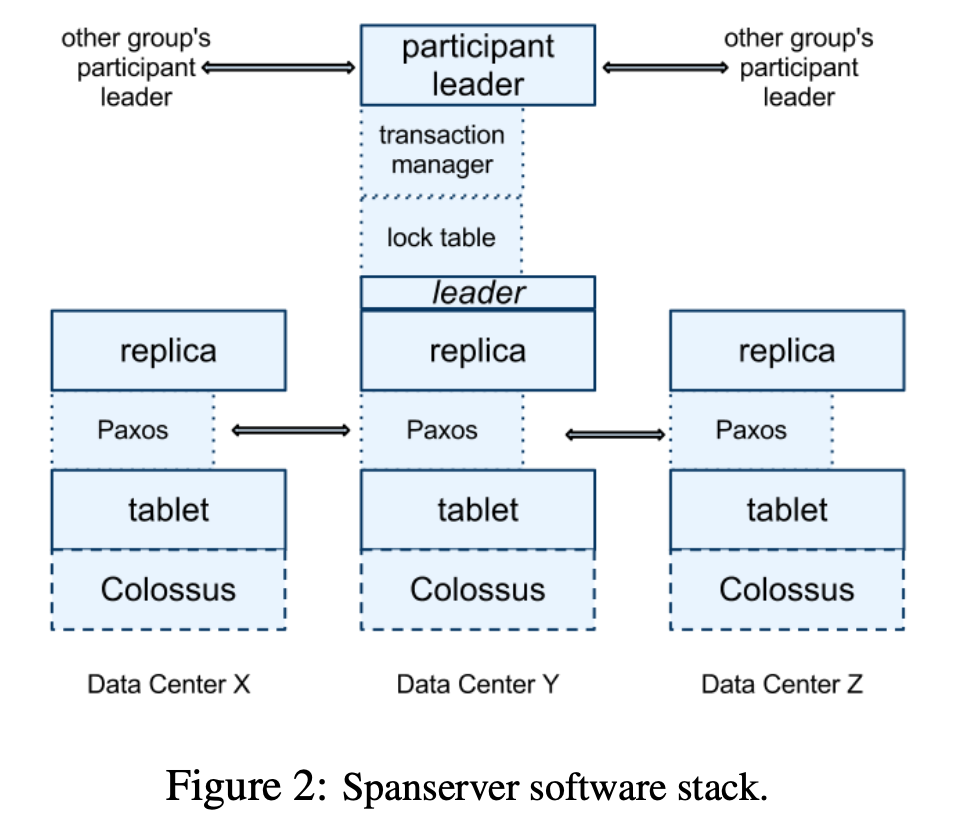 other group's
participant
leader
participant
leader
other group's
participant
leader
transaction
manager
lock table
leader
replica
replica
replica
Paxos
Paxos
Paxos
tablet
tablet
tablet
Colossus
Colossus
Colossus
Data Center X
Data Center Y
Data Center Z
Figure 2: Spanserver software stack.